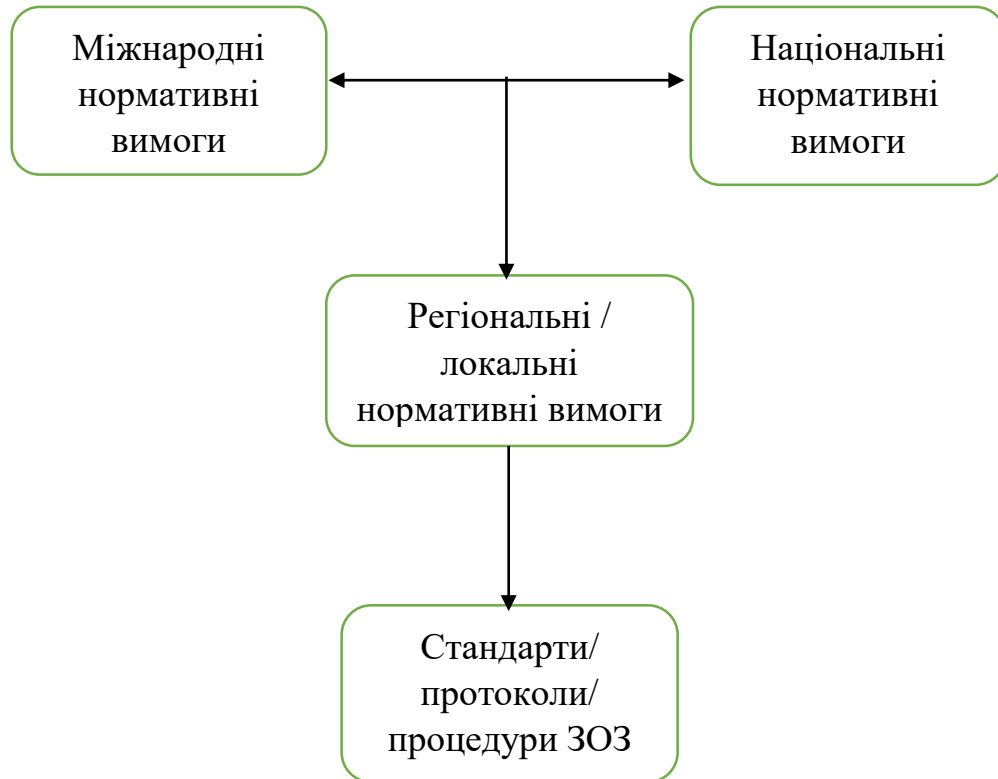 Міжнародні
нормативні
вимоги
Національні
нормативні
вимоги
Регіональні /
локальні
нормативні вимоги
Стандарти/
протоколи/
процедури ЗОЗ